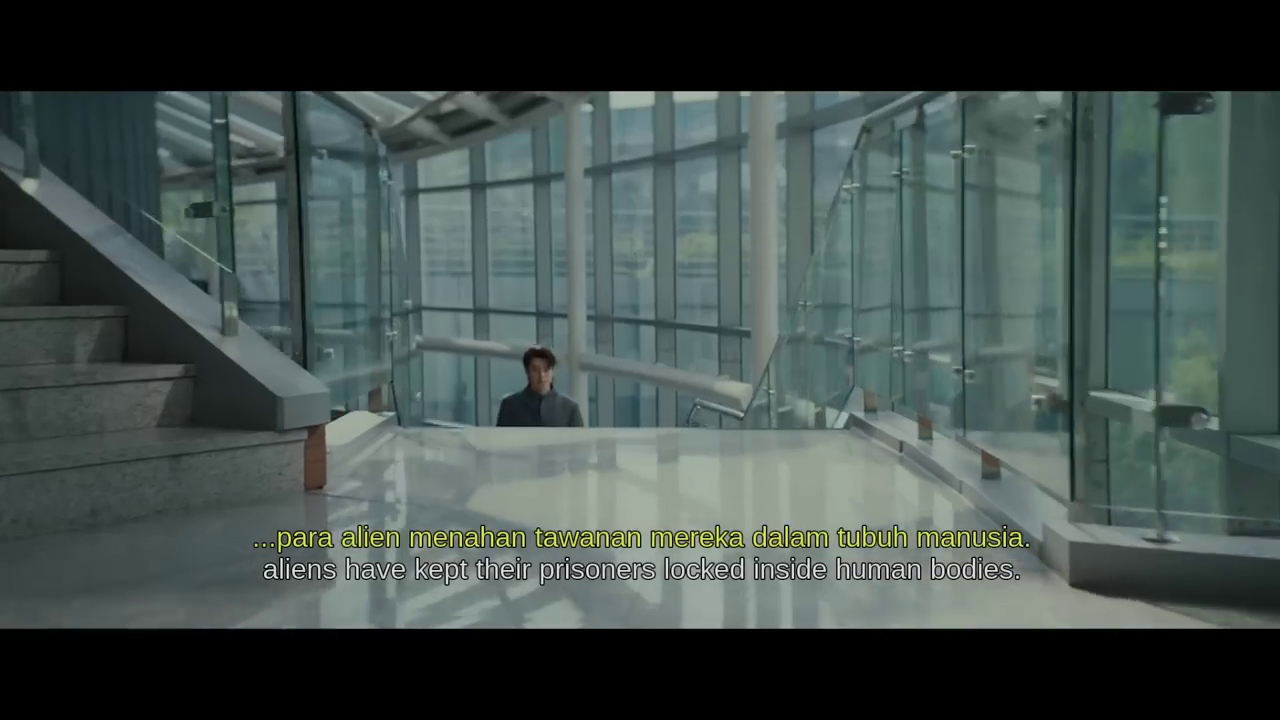 ...para alien menahan tawanan mereka dalam tubuh manusia.
aliens have kept their prisoners locked inside human bodies.